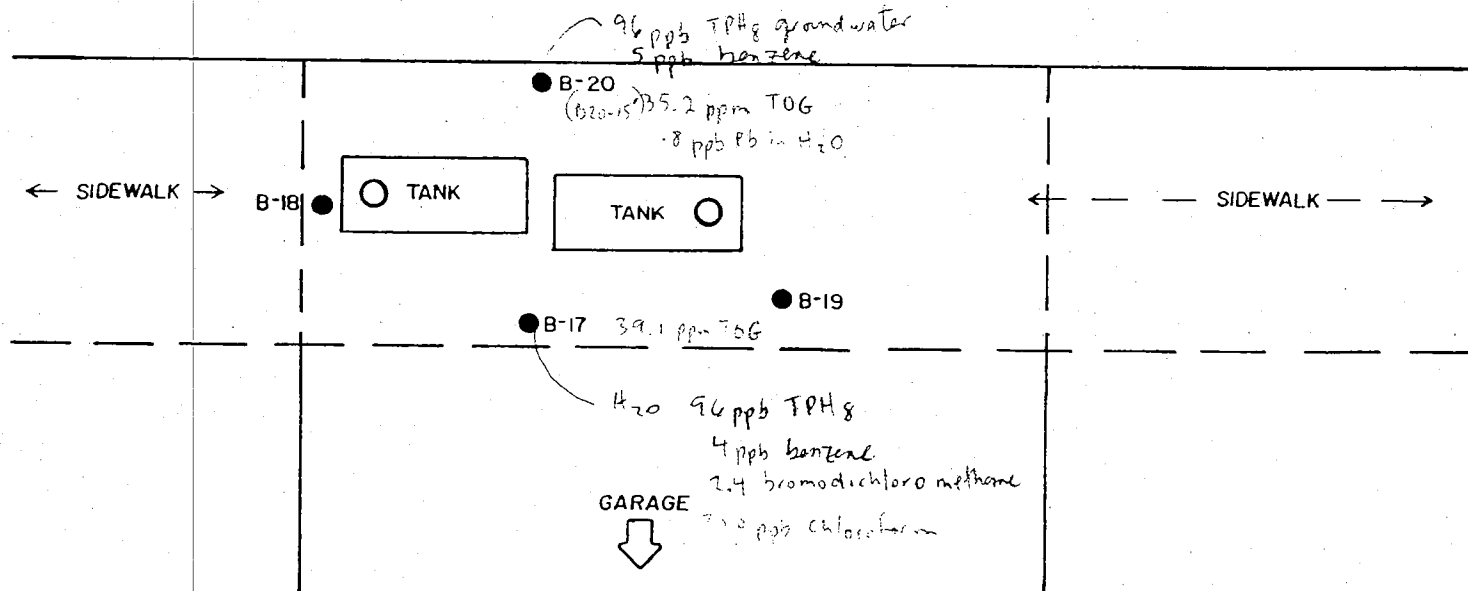 96 ppb TPHg groundwater
5 ppb benzene
B-20
(B20-15') 35.2 ppm TOG
.8 ppb Pb in H2O
← SIDEWALK →
B-18
TANK
TANK
← SIDEWALK →
B-19
B-17 39.1 ppm TOG
H2O 96 ppb TPHg
4 ppb benzene
2.4 bromodichloromethane
GARAGE
ppb chloroform